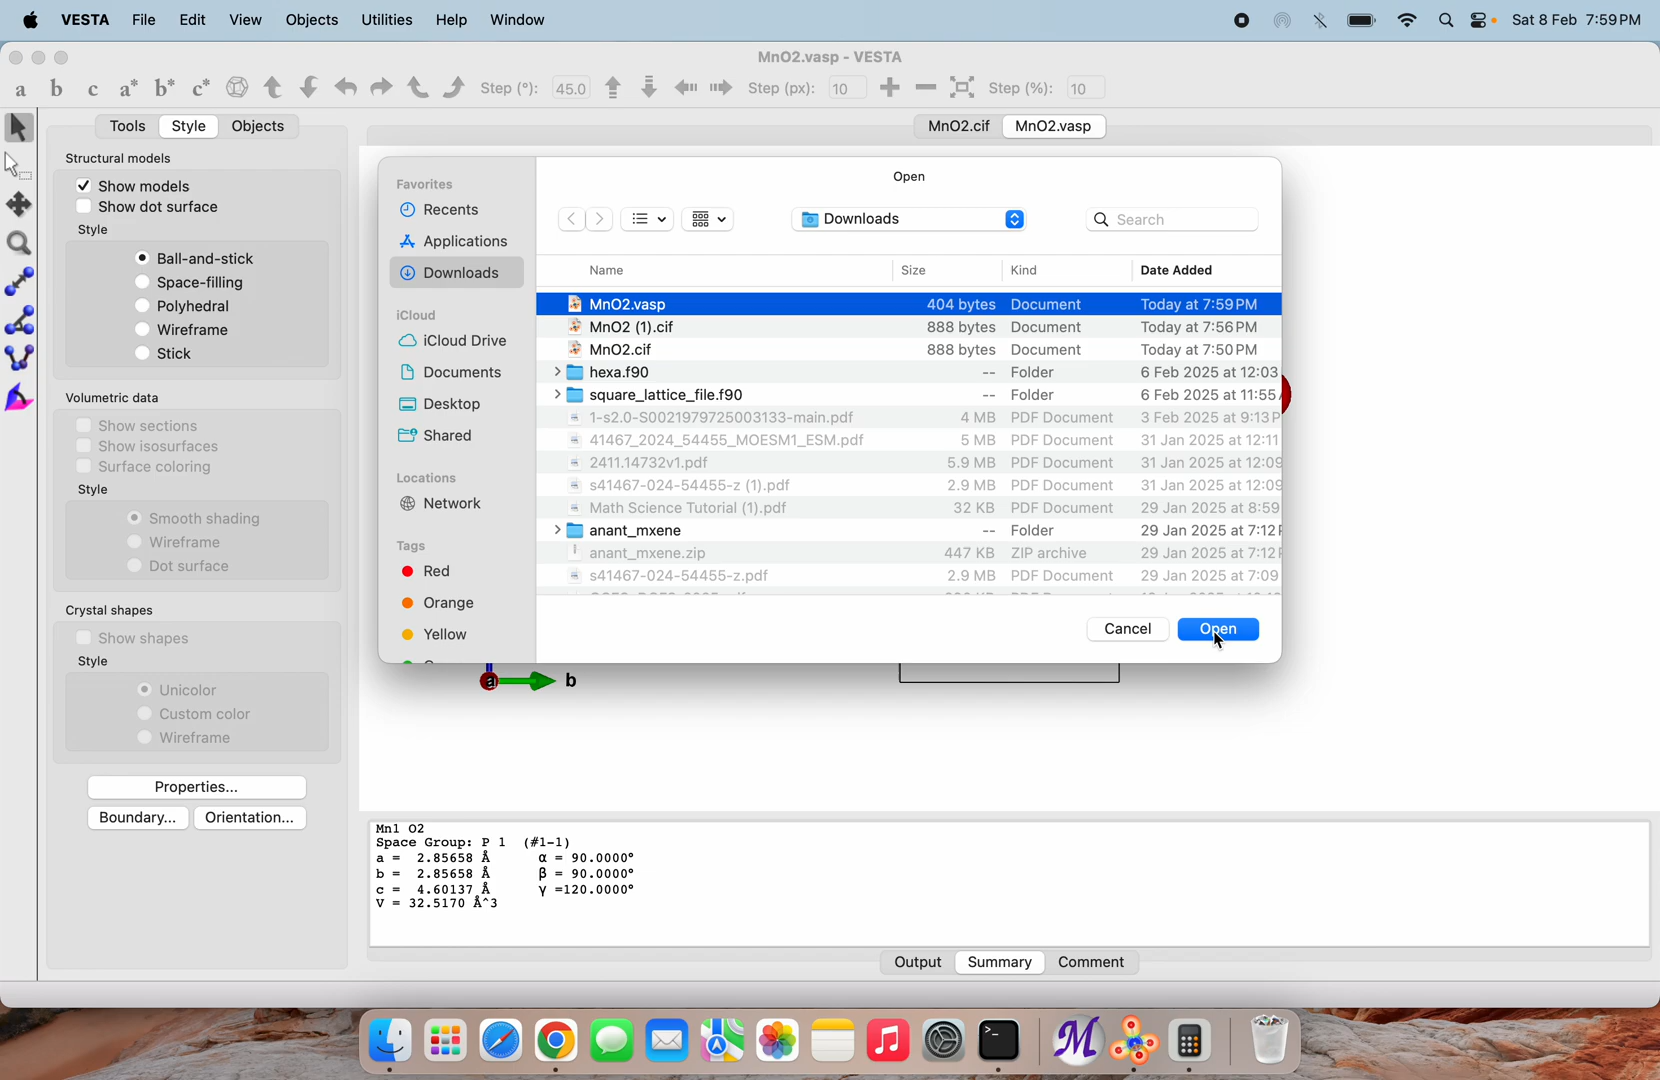 VESTA File Edit View Objects Utilities Help Window Sat 8 Feb 7:59 PM
MnO2.vasp - VESTA
a b c a* b* c* Step (°): 45.0 Step (px): 10 Step (%): 10
Tools Style Objects
MnO2.cif MnO2.vasp
Structural models
Show models
Show dot surface
Style
Ball-and-stick
Space-filling
Polyhedral
Wireframe
Stick
Volumetric data
Show sections
Show isosurfaces
Surface coloring
Style
Smooth shading
Wireframe
Dot surface
Crystal shapes
Show shapes
Style
Unicolor
Custom color
Wireframe
Properties...
Boundary... Orientation...
Favorites
Recents
Applications
Downloads
iCloud
iCloud Drive
Documents
Desktop
Shared
Locations
Network
Tags
Red
Orange
Yellow
Open
Downloads
Search
Name Size Kind Date Added
MnO2.vasp 404 bytes Document Today at 7:59 PM
MnO2 (1).cif 888 bytes Document Today at 7:56 PM
MnO2.cif 888 bytes Document Today at 7:50 PM
hexa.f90 -- Folder 6 Feb 2025 at 12:03
square_lattice_file.f90 -- Folder 6 Feb 2025 at 11:55
1-s2.0-S0021979725003133-main.pdf 4 MB PDF Document 3 Feb 2025 at 9:13 P
41467_2024_54455_MOESM1_ESM.pdf 5 MB PDF Document 31 Jan 2025 at 12:11
2411.14732v1.pdf 5.9 MB PDF Document 31 Jan 2025 at 12:09
s41467-024-54455-z (1).pdf 2.9 MB PDF Document 31 Jan 2025 at 12:09
Math Science Tutorial (1).pdf 32 KB PDF Document 29 Jan 2025 at 8:59
anant_mxene -- Folder 29 Jan 2025 at 7:12
anant_mxene.zip 447 KB ZIP archive 29 Jan 2025 at 7:12
s41467-024-54455-z.pdf 2.9 MB PDF Document 29 Jan 2025 at 7:09
Cancel Open
a b
Mn1 O2
Space Group: P 1 (#1-1)
a = 2.85658 Å α = 90.0000°
b = 2.85658 Å β = 90.0000°
c = 4.60137 Å γ =120.0000°
V = 32.5170 Å^3
Output Summary Comment